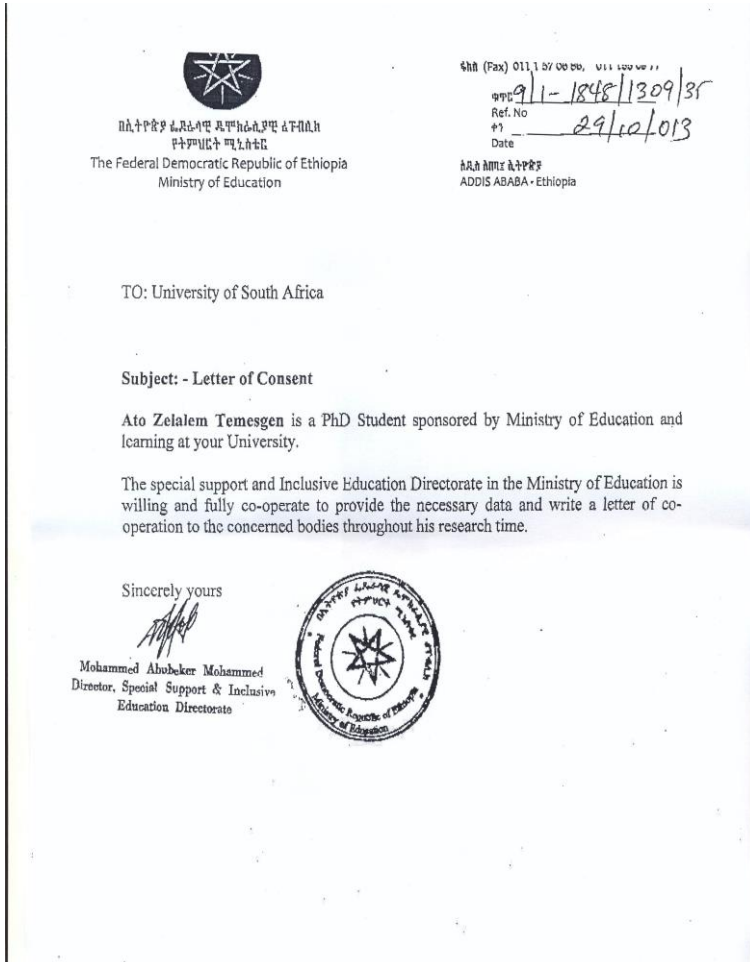 በኢትዮጵያ ፌዴራላዊ ዲሞክራሲያዊ ሪፐብሊክ
የትምህርት ሚኒስቴር
The Federal Democratic Republic of Ethiopia
Ministry of Education
ፋክስ (Fax) 011 1
ቁጥር 9/1-1848/1309/35
Ref. No
ቀን 29/10/013
Date
አዲስ አበባ፣ ኢትዮጵያ
ADDIS ABABA - Ethiopia
TO: University of South Africa
Subject: - Letter of Consent
Ato Zelalem Temesgen is a PhD Student sponsored by Ministry of Education and
learning at your University.
The special support and Inclusive Education Directorate in the Ministry of Education is
willing and fully co-operate to provide the necessary data and write a letter of co-
operation to the concerned bodies throughout his research time.
Sincerely yours
Mohammed Abubeker Mohammed
Director, Special Support & Inclusive
Education Directorate
የትምህርት ሚኒስቴር
Federal Democratic Republic of Ethiopia
Ministry of Education